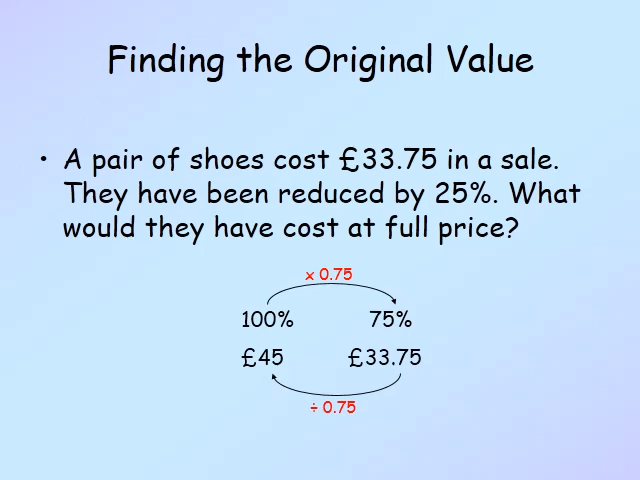 Finding the Original Value
• A pair of shoes cost £33.75 in a sale.
They have been reduced by 25%. What
would they have cost at full price?
x 0.75
100% 75%
£45 £33.75
÷ 0.75